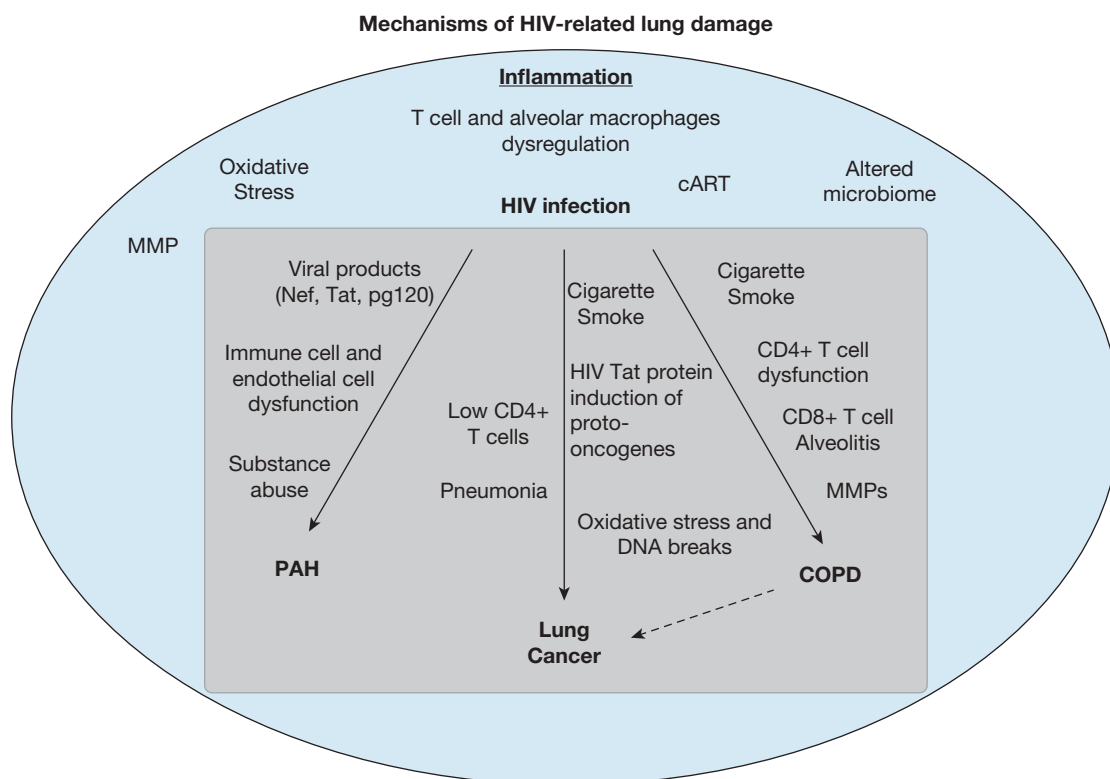 Mechanisms of HIV-related lung damage
Inflammation
T cell and alveolar macrophages
dysregulation
Oxidative
Stress
cART
Altered
microbiome
HIV infection
MMP
Viral products
(Nef, Tat, pg120)
Immune cell and
endothelial cell
dysfunction
Substance
abuse
PAH
Cigarette
Smoke
HIV Tat protein
induction of
proto-
oncogenes
Low CD4+
T cells
Pneumonia
Oxidative stress and
DNA breaks
Lung
Cancer
Cigarette
Smoke
CD4+ T cell
dysfunction
CD8+ T cell
Alveolitis
MMPs
COPD